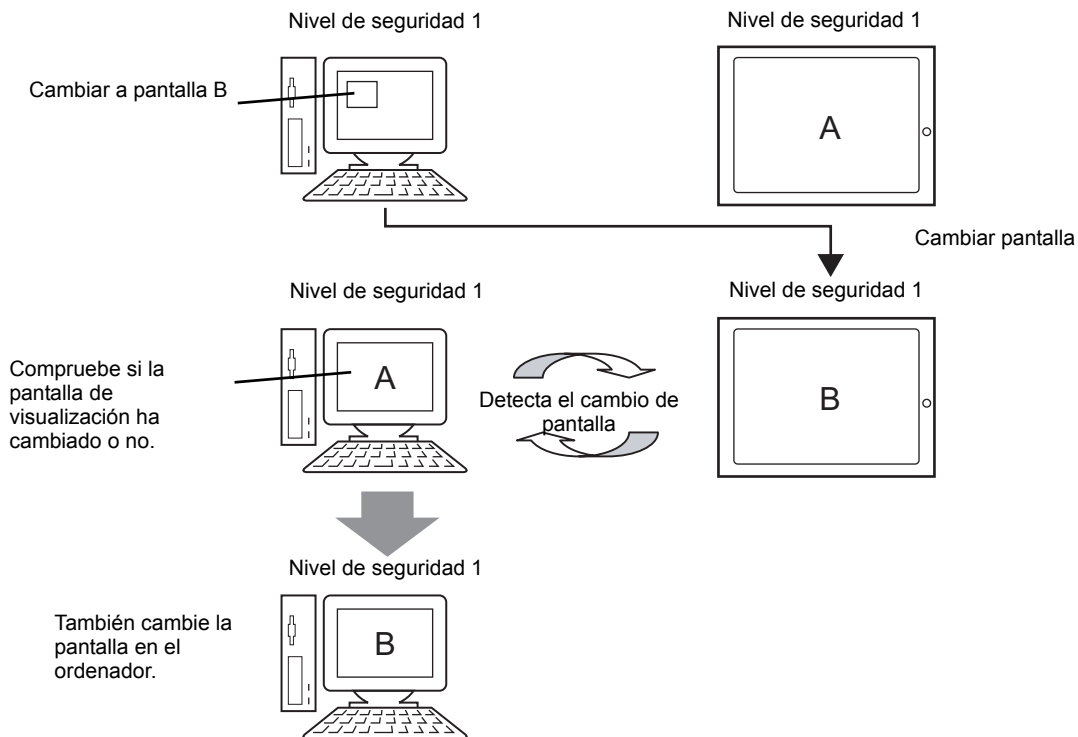 Nivel de seguridad 1
Nivel de seguridad 1
Cambiar a pantalla B
A
Cambiar pantalla
Nivel de seguridad 1
Nivel de seguridad 1
Compruebe si la
pantalla de
visualización ha
cambiado o no.
A
Detecta el cambio de
pantalla
B
Nivel de seguridad 1
También cambie la
pantalla en el
ordenador.
B